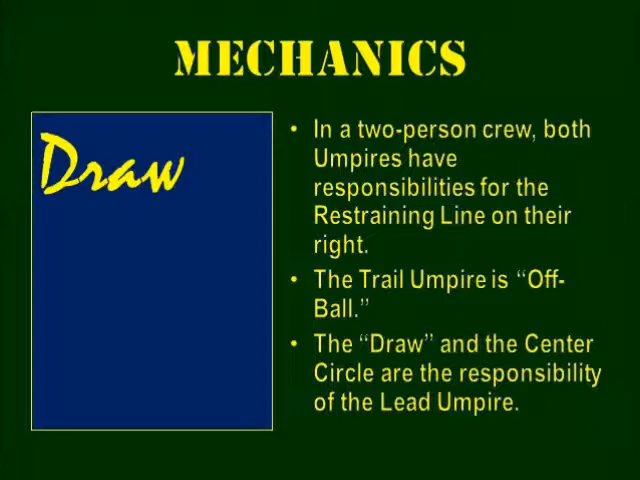 MECHANICS
Draw
• In a two-person crew, both
Umpires have
responsibilities for the
Restraining Line on their
right.
• The Trail Umpire is “Off-
Ball.”
• The “Draw” and the Center
Circle are the responsibility
of the Lead Umpire.